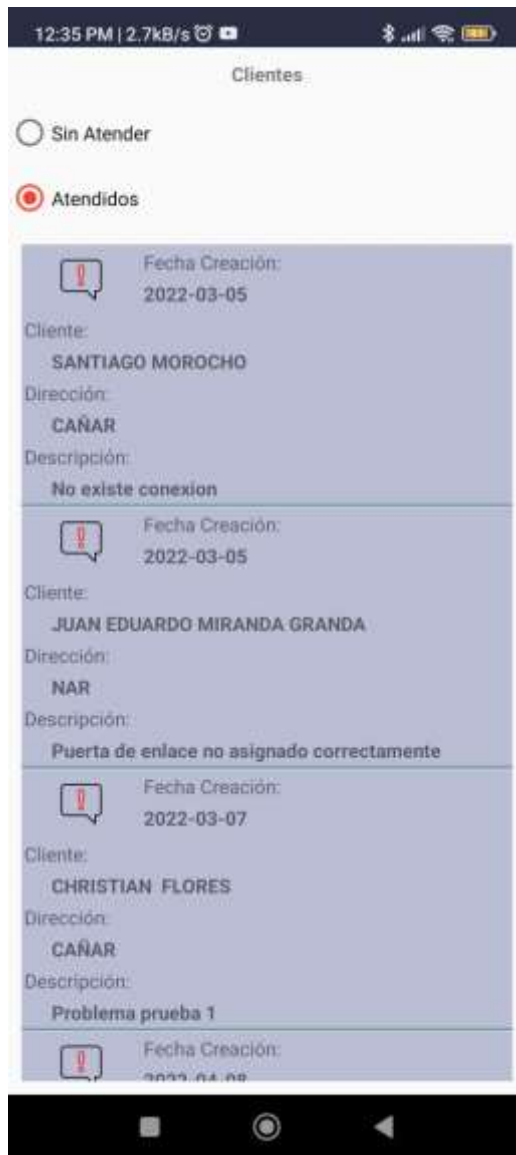 12:35 PM | 2.7kB/s
Clientes
Sin Atender
Atendidos
Fecha Creación:
2022-03-05
Cliente:
SANTIAGO MOROCHO
Dirección:
CAÑAR
Descripción:
No existe conexion
Fecha Creación:
2022-03-05
Cliente:
JUAN EDUARDO MIRANDA GRANDA
Dirección:
NAR
Descripción:
Puerta de enlace no asignado correctamente
Fecha Creación:
2022-03-07
Cliente:
CHRISTIAN FLORES
Dirección:
CAÑAR
Descripción:
Problema prueba 1
Fecha Creación:
2022-04-08